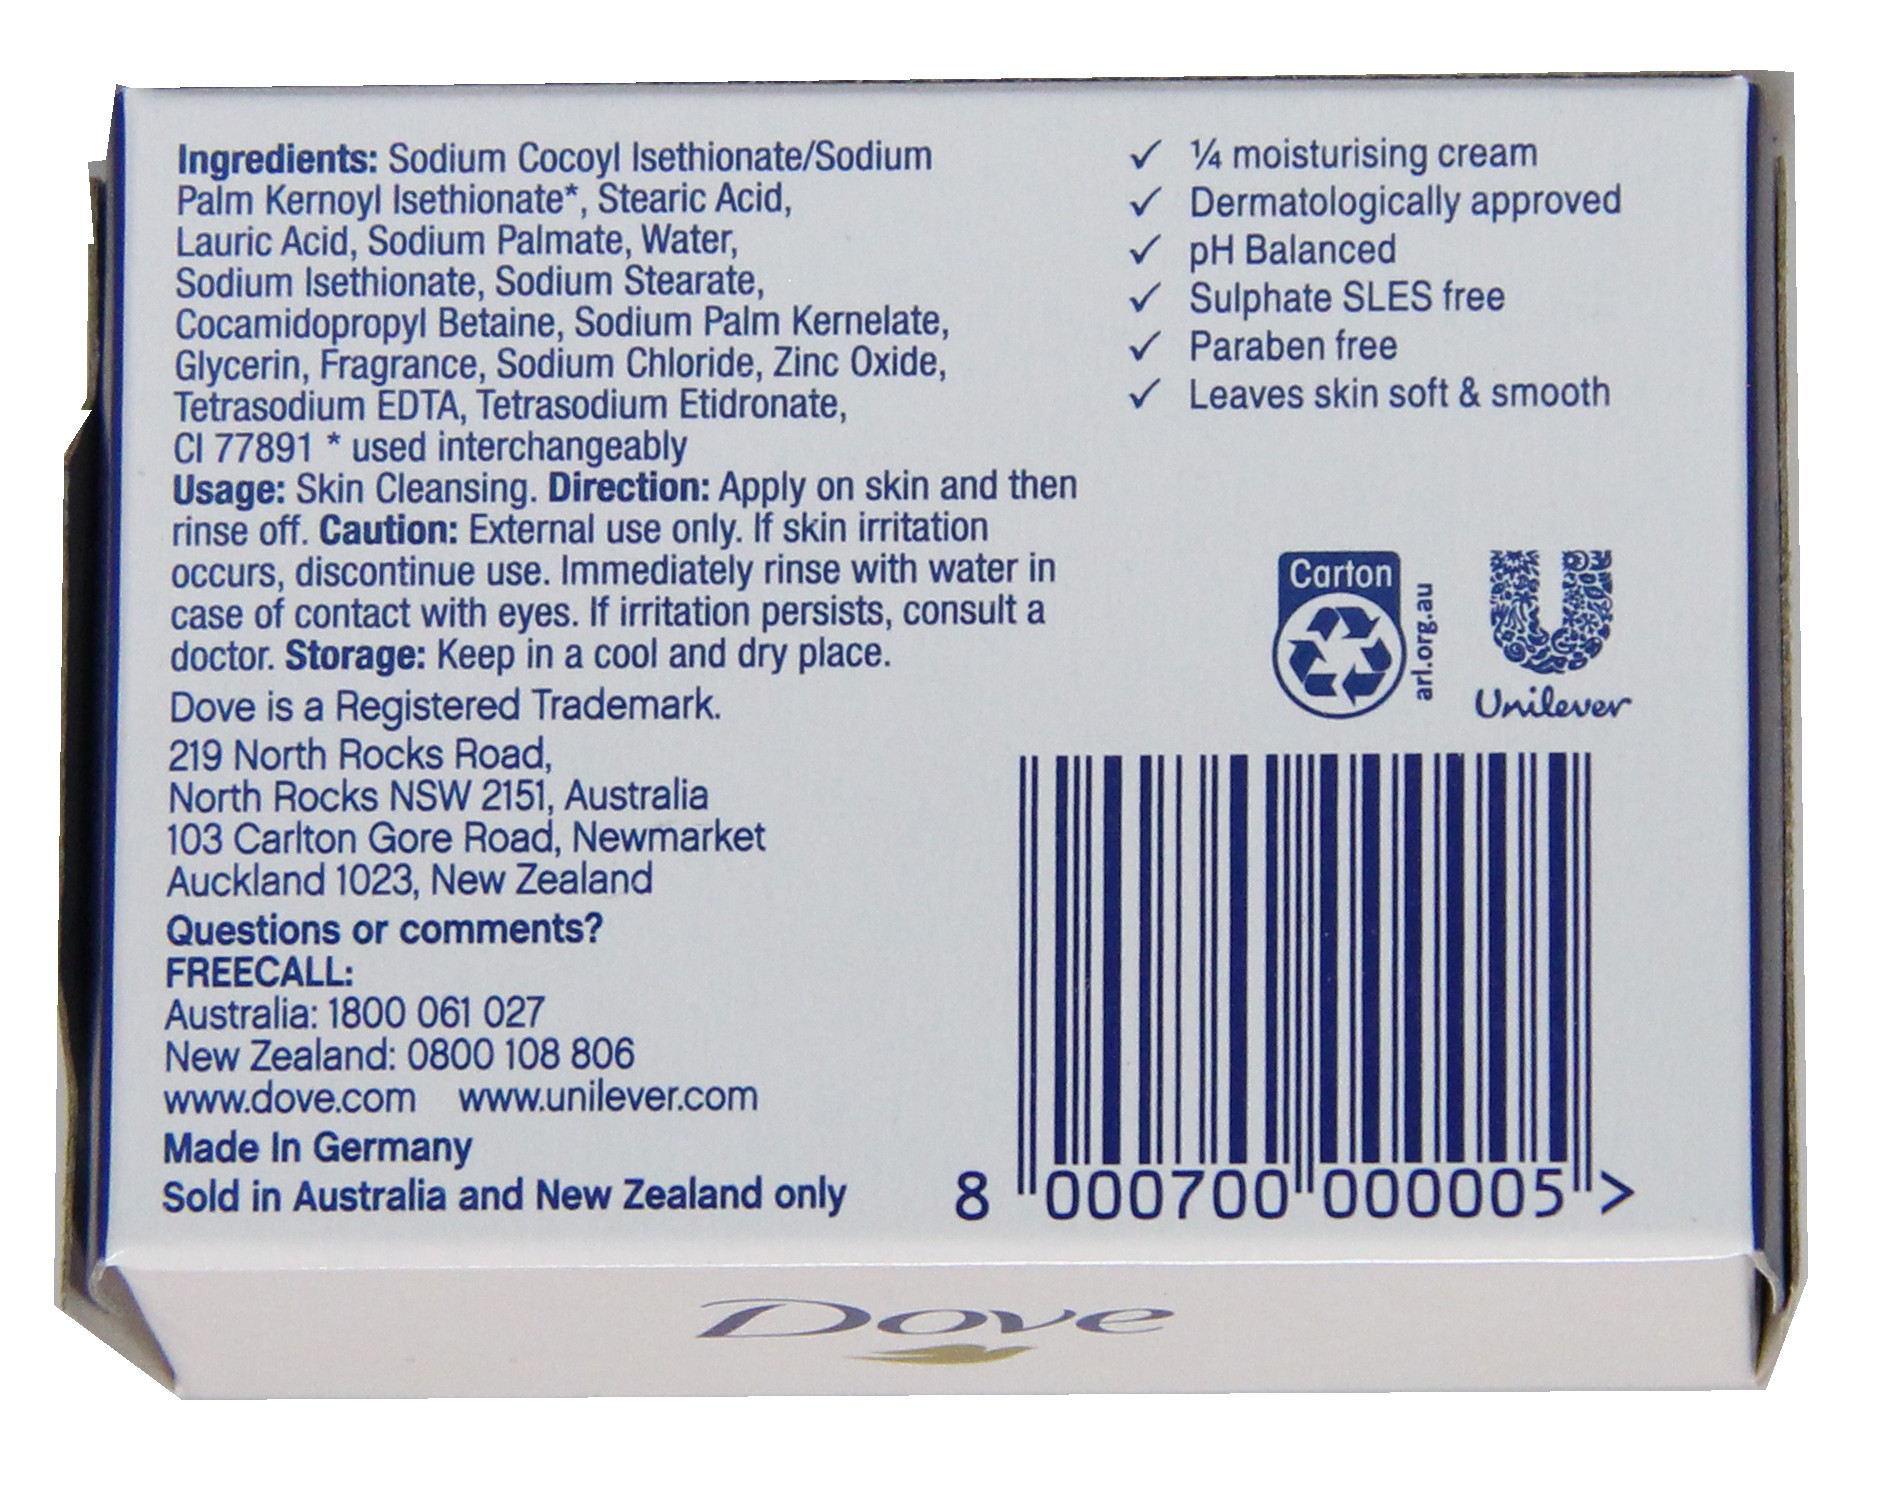 Ingredients: Sodium Cocoyl Isethionate/Sodium
Palm Kernoyl Isethionate*, Stearic Acid,
Lauric Acid, Sodium Palmate, Water,
Sodium Isethionate, Sodium Stearate,
Cocamidopropyl Betaine, Sodium Palm Kernelate,
Glycerin, Fragrance, Sodium Chloride, Zinc Oxide,
Tetrasodium EDTA, Tetrasodium Etidronate,
CI 77891 * used interchangeably
Usage: Skin Cleansing. Direction: Apply on skin and then
rinse off. Caution: External use only. If skin irritation
occurs, discontinue use. Immediately rinse with water in
case of contact with eyes. If irritation persists, consult a
doctor. Storage: Keep in a cool and dry place.
Dove is a Registered Trademark.
219 North Rocks Road,
North Rocks NSW 2151, Australia
103 Carlton Gore Road, Newmarket
Auckland 1023, New Zealand
Questions or comments?
FREECALL:
Australia: 1800 061 027
New Zealand: 0800 108 806
www.dove.com www.unilever.com
Made In Germany
Sold in Australia and New Zealand only
✓ ¼ moisturising cream
✓ Dermatologically approved
✓ pH Balanced
✓ Sulphate SLES free
✓ Paraben free
✓ Leaves skin soft & smooth
Carton
arl.org.au
Unilever
8 000700 000005 >
Dove